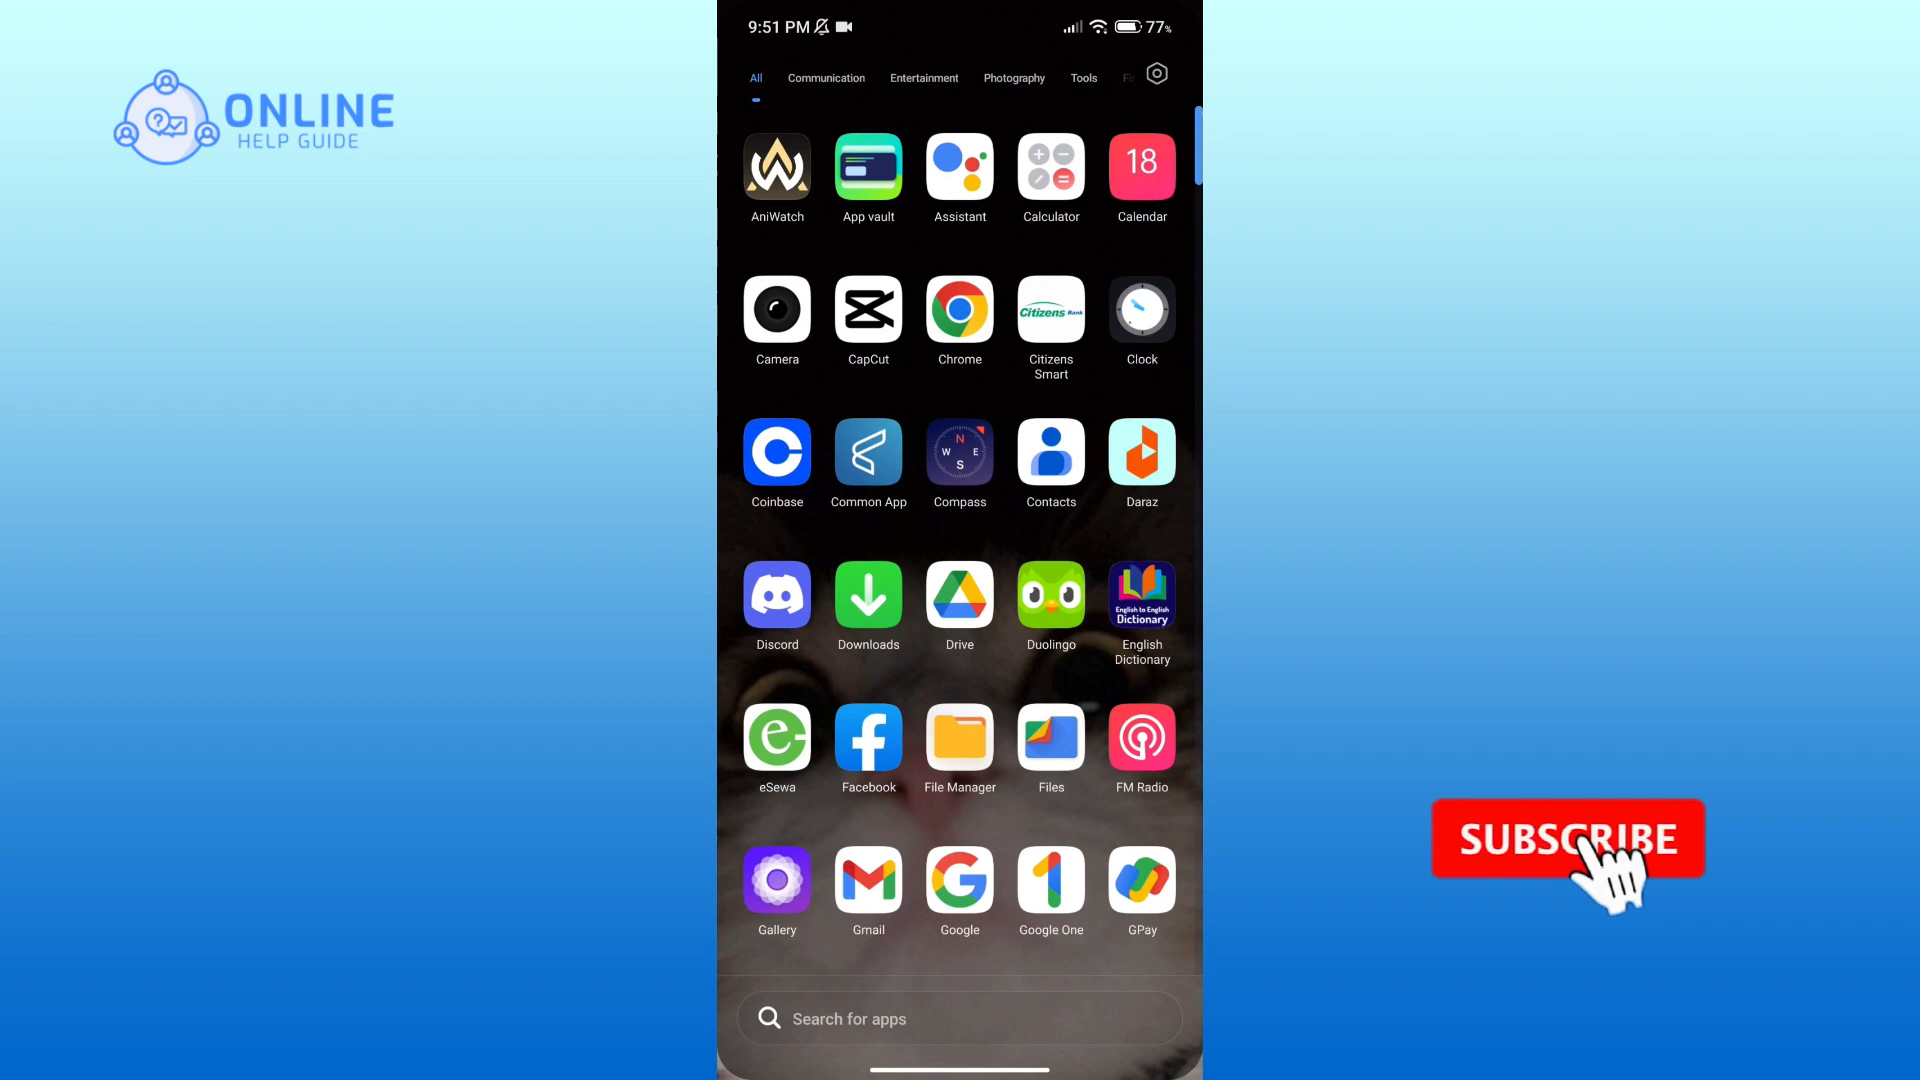 ONLINE
HELP GUIDE
9:51 PM
77%
All Communication Entertainment Photography Tools
18
AniWatch App vault Assistant Calculator Calendar
Citizens Bank
Camera CapCut Chrome Citizens Smart Clock
N
W E
S
Coinbase Common App Compass Contacts Daraz
English to English
Dictionary
Discord Downloads Drive Duolingo English Dictionary
eSewa Facebook File Manager Files FM Radio
Gallery Gmail Google Google One GPay
Search for apps
SUBSCRIBE